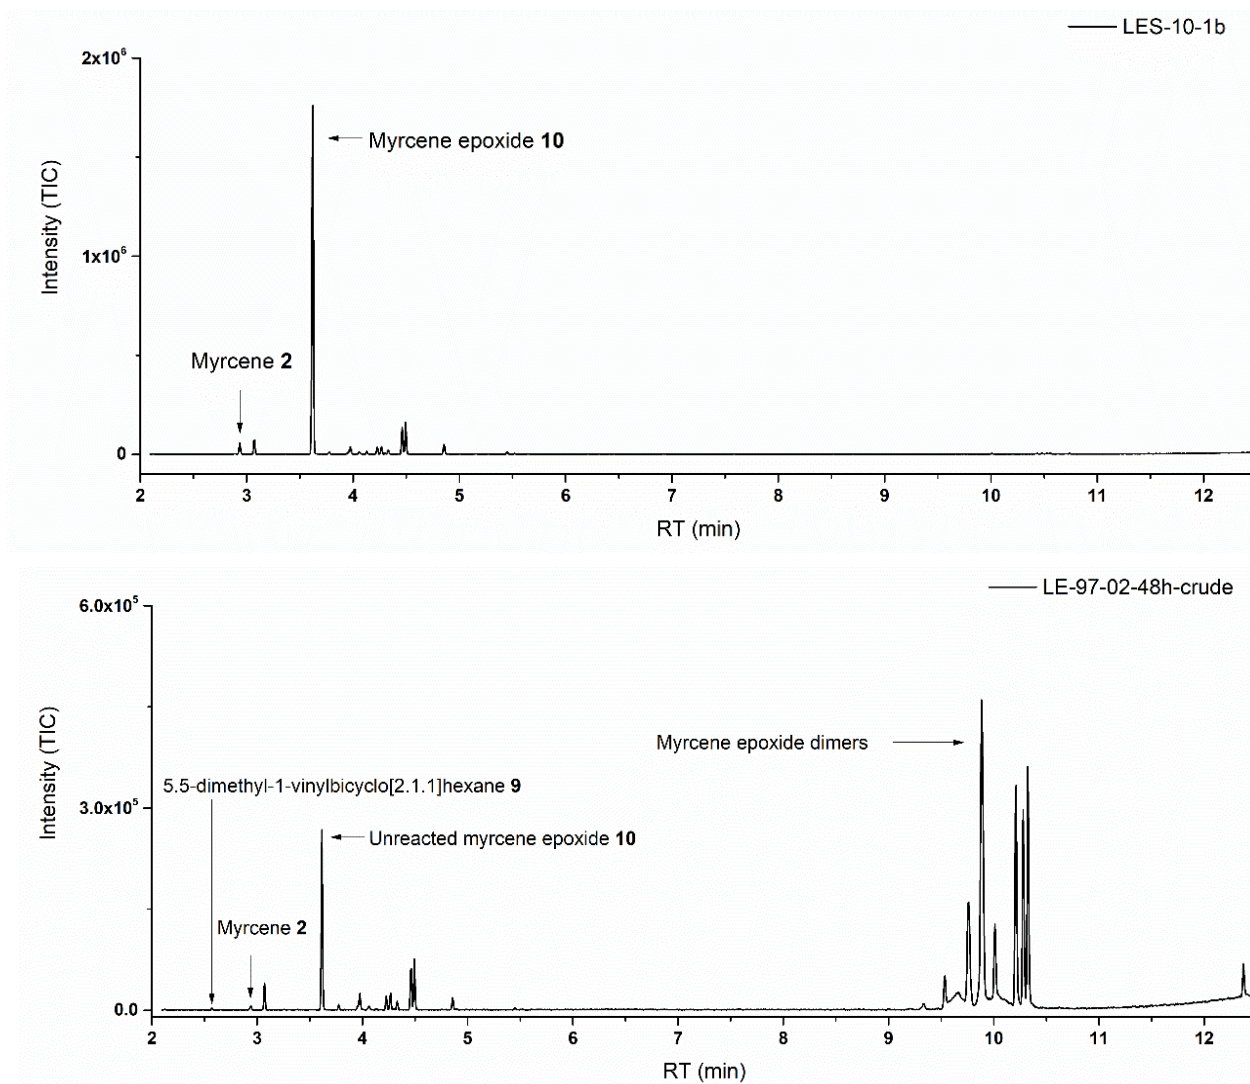 LES-10-1b
2x10⁶
Myrcene epoxide 10
Intensity (TIC)
1x10⁶
Myrcene 2
0
2 3 4 5 6 7 8 9 10 11 12
RT (min)
LE-97-02-48h-crude
6.0x10⁵
Intensity (TIC)
Myrcene epoxide dimers
5.5-dimethyl-1-vinylbicyclo[2.1.1]hexane 9
3.0x10⁵
Unreacted myrcene epoxide 10
Myrcene 2
0.0
2 3 4 5 6 7 8 9 10 11 12
RT (min)